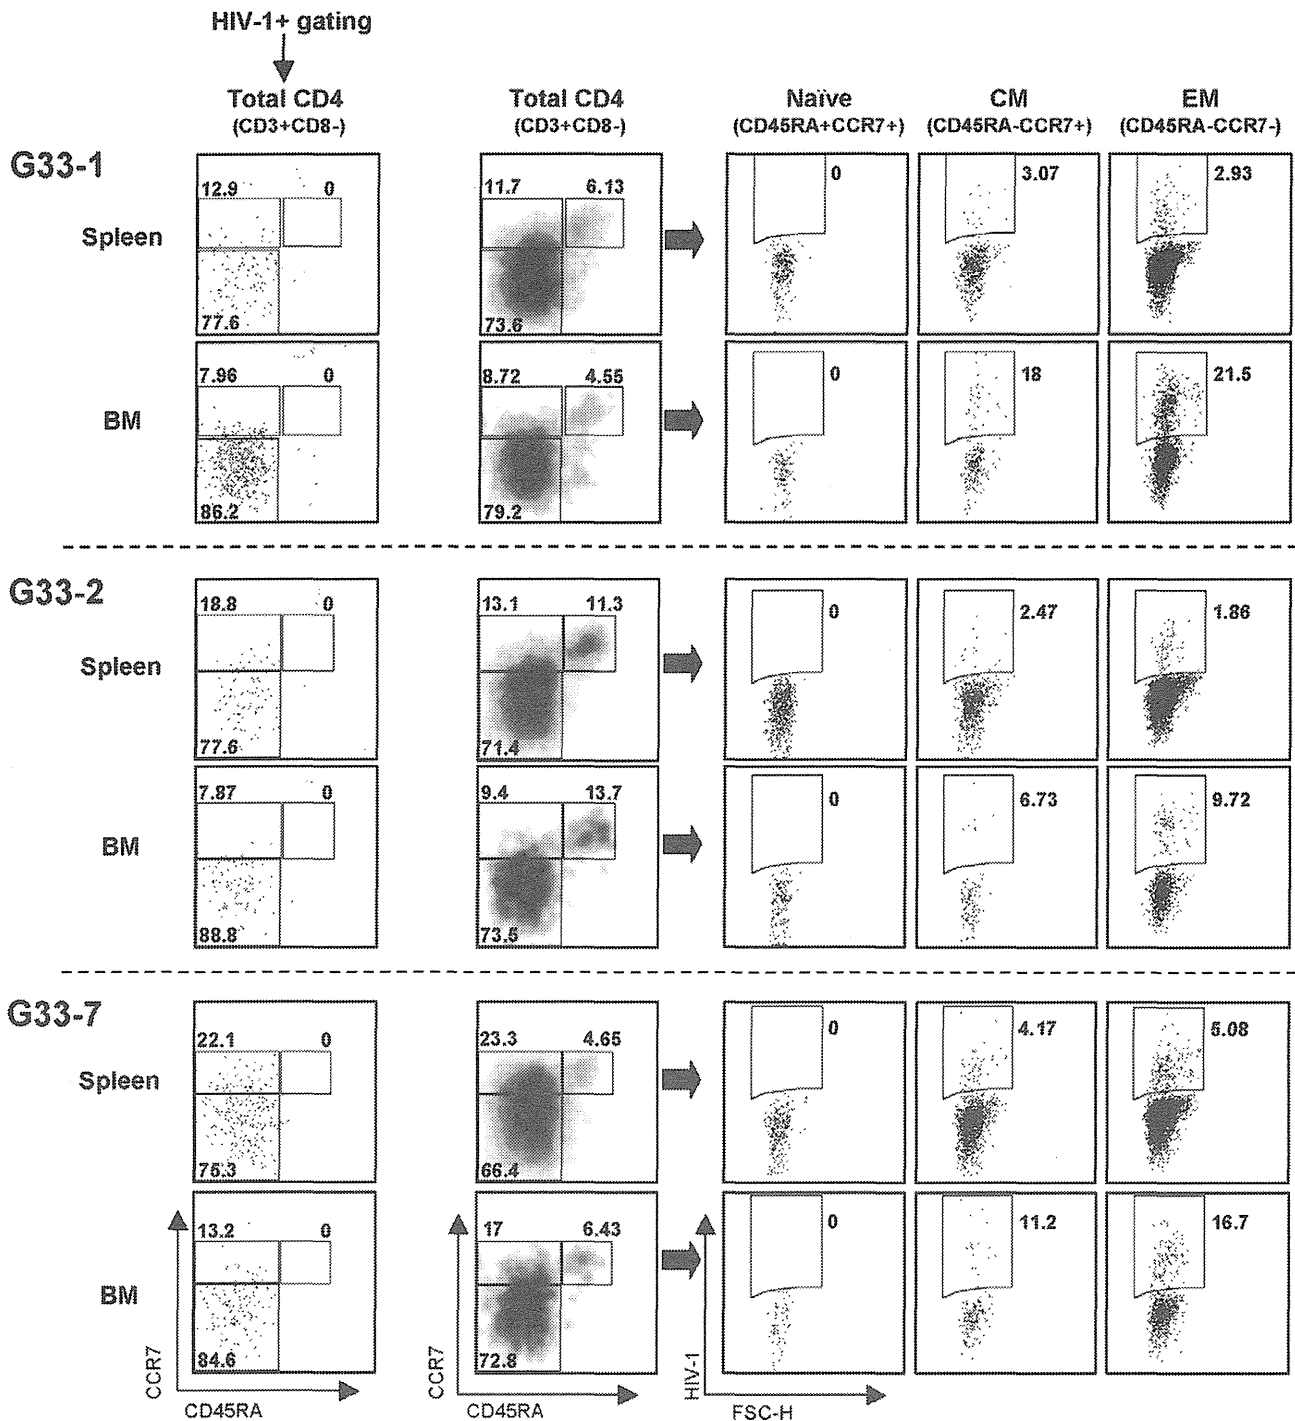 HIV-1+ gating
Total CD4 Total CD4 Naïve CM EM
(CD3+CD8-) (CD3+CD8-) (CD45RA+CCR7+) (CD45RA-CCR7+) (CD45RA-CCR7-)
G33-1
12.9 0 11.7 6.13 0 3.07 2.93
Spleen
77.6 73.6
7.96 0 8.72 4.55 0 18 21.5
BM
86.2 79.2
G33-2
18.8 0 13.1 11.3 0 2.47 1.86
Spleen
77.6 71.4
7.87 0 9.4 13.7 0 6.73 9.72
BM
88.8 73.5
G33-7
22.1 0 23.3 4.65 0 4.17 5.08
Spleen
75.3 66.4
13.2 0 17 6.43 0 11.2 16.7
BM
84.6 72.8
CCR7 CCR7 HIV-1
CD45RA CD45RA FSC-H